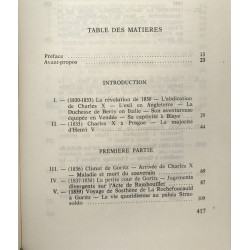 TABLE DES MATIERES
Préface 15
Avant-propos 23
INTRODUCTION
I. — (1830-1833) La révolution de 1830 — L'abdication
de Charles X — L'exil en Angleterre — La
Duchesse de Berry en Italie — Son aventureuse
équipée en Vendée — Sa captivité à Blaye
II. — (1833) Charles X à Prague — La majorité
d'Henri V
PREMIERE PARTIE
III. — (1836) Climat de Goritz — Arrivée de Charles X
— Maladie et mort du souverain
IV. — (1837-1838) La petite cour de Goritz — Jugements
divergents sur l'Acte de Rambouillet
V. — (1839) Voyage de Sosthène de La Rochefoucauld
à Goritz — La vie quotidienne au palais Strassoldo
417